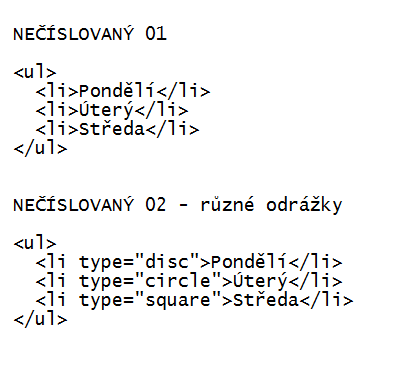 NEČÍSLOVANÝ 01
<ul>
  <li>Pondělí</li>
  <li>Úterý</li>
  <li>Středa</li>
</ul>
NEČÍSLOVANÝ 02 - různé odrážky
<ul>
  <li type="disc">Pondělí</li>
  <li type="circle">Úterý</li>
  <li type="square">Středa</li>
</ul>